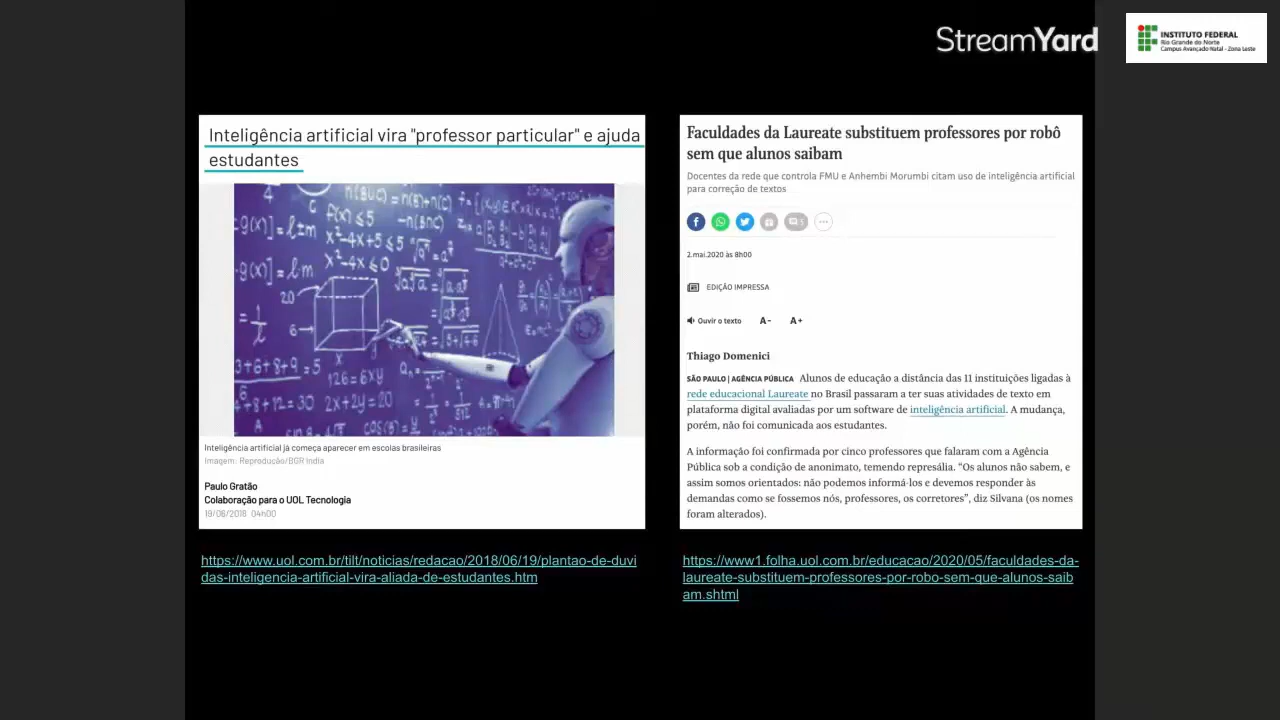 StreamYard
INSTITUTO FEDERAL
Rio Grande do Norte
Campus Avançado Natal - Zona Leste
Inteligência artificial vira "professor particular" e ajuda
estudantes
Inteligência artificial já começa aparecer em escolas brasileiras
Imagem: Reprodução/BGR India
Paulo Gratão
Colaboração para o UOL Tecnologia
19/06/2018 04h00
https://www.uol.com.br/tilt/noticias/redacao/2018/06/19/plantao-de-duvi
das-inteligencia-artificial-vira-aliada-de-estudantes.htm
Faculdades da Laureate substituem professores por robô
sem que alunos saibam
Docentes da rede que controla FMU e Anhembi Morumbi citam uso de inteligência artificial
para correção de textos
2.mai.2020 às 8h00
EDIÇÃO IMPRESSA
Ouvir o texto A- A+
Thiago Domenici
SÃO PAULO | AGÊNCIA PÚBLICA Alunos de educação a distância das 11 instituições ligadas à
rede educacional Laureate no Brasil passaram a ter suas atividades de texto em
plataforma digital avaliadas por um software de inteligência artificial. A mudança,
porém, não foi comunicada aos estudantes.
A informação foi confirmada por cinco professores que falaram com a Agência
Pública sob a condição de anonimato, temendo represália. “Os alunos não sabem, e
assim somos orientados: não podemos informá-los e devemos responder às
demandas como se fossemos nós, professores, os corretores”, diz Silvana (os nomes
foram alterados).
https://www1.folha.uol.com.br/educacao/2020/05/faculdades-da-
laureate-substituem-professores-por-robo-sem-que-alunos-saib
am.shtml